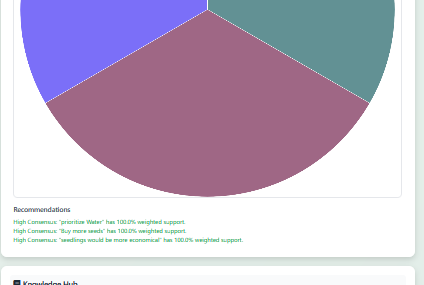 Recommendations
High Consensus: "prioritize Water" has 100.0% weighted support.
High Consensus: "Buy more seeds" has 100.0% weighted support.
High Consensus: "seedlings would be more economical" has 100.0% weighted support.
Knowledge Hub